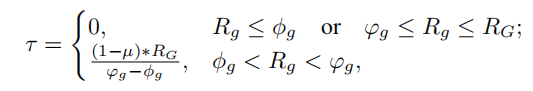 τ = { 0, R_g ≤ ϕ_g or φ_g ≤ R_g ≤ R_G;
(1−μ)∗R_G / φ_g−ϕ_g , ϕ_g < R_g < φ_g,